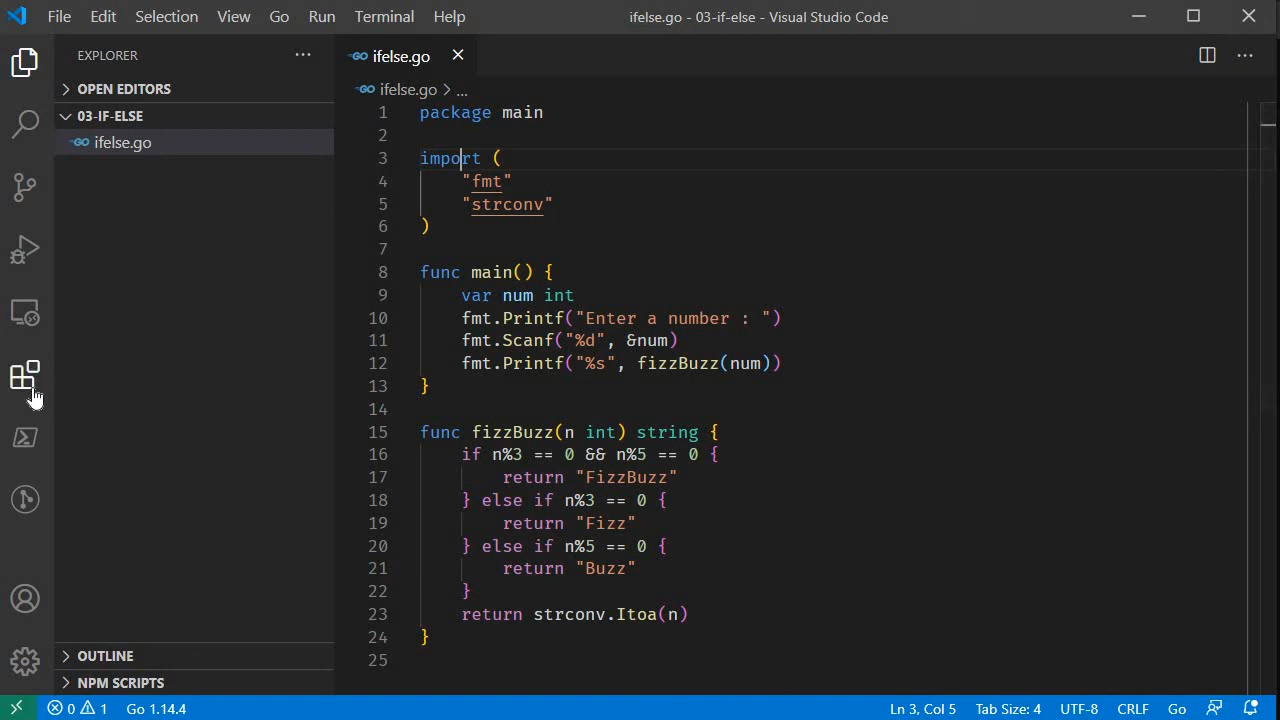 File Edit Selection View Go Run Terminal Help ifelse.go - 03-if-else - Visual Studio Code
EXPLORER
OPEN EDITORS
03-IF-ELSE
GO ifelse.go
OUTLINE
NPM SCRIPTS
GO ifelse.go
GO ifelse.go > ...
1 package main
2
3 import (
4 "fmt"
5 "strconv"
6 )
7
8 func main() {
9 var num int
10 fmt.Printf("Enter a number : ")
11 fmt.Scanf("%d", &num)
12 fmt.Printf("%s", fizzBuzz(num))
13 }
14
15 func fizzBuzz(n int) string {
16 if n%3 == 0 && n%5 == 0 {
17 return "FizzBuzz"
18 } else if n%3 == 0 {
19 return "Fizz"
20 } else if n%5 == 0 {
21 return "Buzz"
22 }
23 return strconv.Itoa(n)
24 }
25
0 1 Go 1.14.4 Ln 3, Col 5 Tab Size: 4 UTF-8 CRLF Go